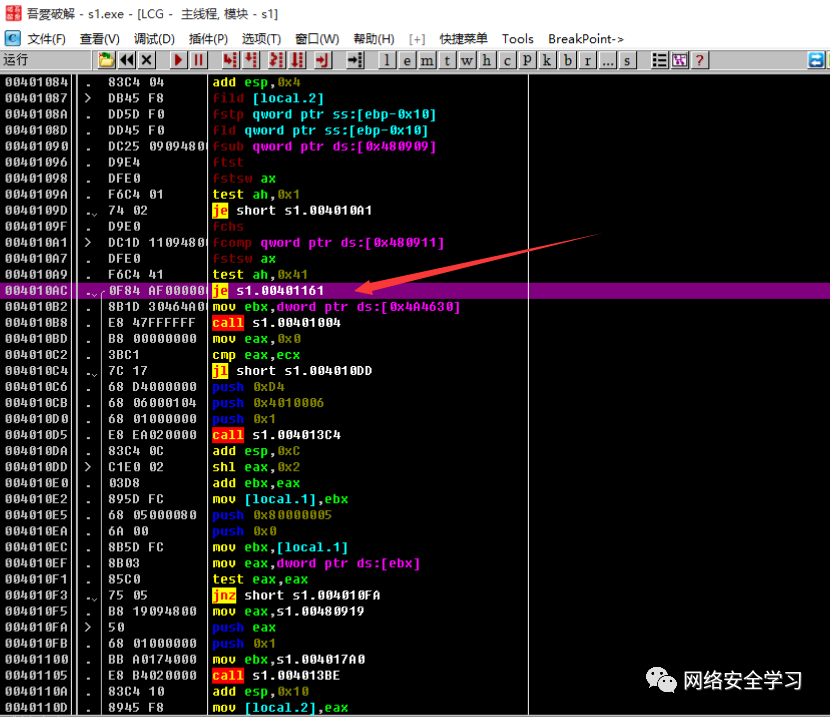 吾愛破解 - s1.exe - [LCG - 主线程, 模块 - s1]
文件(F) 查看(V) 调试(D) 插件(P) 选项(T) 窗口(W) 帮助(H) [+] 快捷菜单 Tools BreakPoint->
运行 l e m t w h c P k b r ... s ?
00401084 . 83C4 04 add esp,0x4
00401087 > DB45 F8 fild [local.2]
0040108A . DD5D F0 fstp qword ptr ss:[ebp-0x10]
0040108D . DD45 F0 fld qword ptr ss:[ebp-0x10]
00401090 . DC25 09094800 fsub qword ptr ds:[0x480909]
00401096 . D9E4 ftst
00401098 . DFE0 fstsw ax
0040109A . F6C4 01 test ah,0x1
0040109D . 74 02 je short s1.004010A1
0040109F . D9E0 fchs
004010A1 > DC1D 11094800 fcomp qword ptr ds:[0x480911]
004010A7 . DFE0 fstsw ax
004010A9 . F6C4 41 test ah,0x41
004010AC . 0F84 AF000000 je s1.00401161
004010B2 . 8B1D 30464A00 mov ebx,dword ptr ds:[0x4A4630]
004010B8 . E8 47FFFFFF call s1.00401004
004010BD . B8 00000000 mov eax,0x0
004010C2 . 3BC1 cmp eax,ecx
004010C4 . 7C 17 jl short s1.004010DD
004010C6 . 68 D4000000 push 0xD4
004010CB . 68 06000104 push 0x4010006
004010D0 . 68 01000000 push 0x1
004010D5 . E8 EA020000 call s1.004013C4
004010DA . 83C4 0C add esp,0xC
004010DD > C1E0 02 shl eax,0x2
004010E0 . 03D8 add ebx,eax
004010E2 . 895D FC mov [local.1],ebx
004010E5 . 68 05000080 push 0x80000005
004010EA . 6A 00 push 0x0
004010EC . 8B5D FC mov ebx,[local.1]
004010EF . 8B03 mov eax,dword ptr ds:[ebx]
004010F1 . 85C0 test eax,eax
004010F3 . 75 05 jnz short s1.004010FA
004010F5 . B8 19094800 mov eax,s1.00480919
004010FA > 50 push eax
004010FB . 68 01000000 push 0x1
00401100 . BB A0174000 mov ebx,s1.004017A0
00401105 . E8 B4020000 call s1.004013BE
0040110A . 83C4 10 add esp,0x10
0040110D . 8945 F8 mov [local.2],eax
网络安全学习